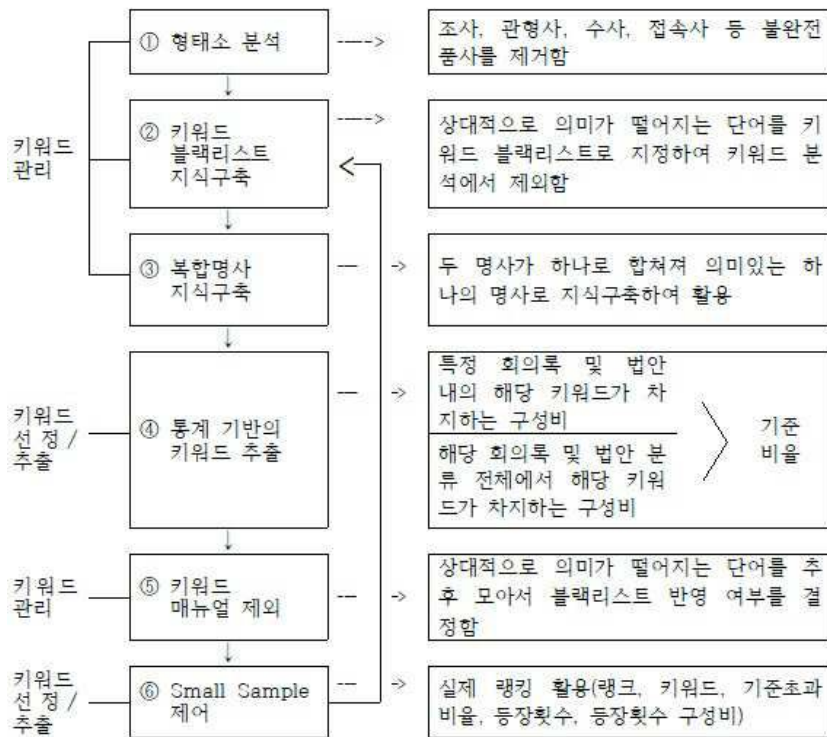 ① 형태소 분석
---->
조사, 관형사, 수사, 접속사 등 불완전
품사를 제거함
↓
키워드
관리
② 키워드
블랙리스트
지식구축
---->
상대적으로 의미가 떨어지는 단어를 키
워드 블랙리스트로 지정하여 키워드 분
석에서 제외함
↓
③ 복합명사
지식구축
-- ->
두 명사가 하나로 합쳐져 의미있는 하
나의 명사로 지식구축하여 활용
↓
키워드
선 정 /
추출
④ 통계 기반의
키워드 추출
-- ->
특정 회의록 및 법안
내의 해당 키워드가 차
지하는 구성비
해당 회의록 및 법안 분
류 전체에서 해당 키워
드가 차지하는 구성비
기준
비율
↓
키워드
관리
⑤ 키워드
매뉴얼 제외
-- ->
상대적으로 의미가 떨어지는 단어를 추
후 모아서 블랙리스트 반영 여부를 결
정함
↓
키워드
선 정 /
추출
⑥ Small Sample
제어
-- ->
실제 랭킹 활용(랭크, 키워드, 기준초과
비율, 등장횟수, 등장횟수 구성비)